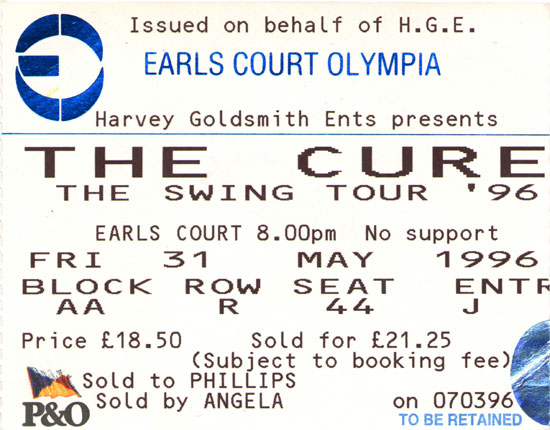 Issued on behalf of H.G.E.
EARLS COURT OLYMPIA
Harvey Goldsmith Ents presents
THE CURE
THE SWING TOUR '96
EARLS COURT 8.00pm No support
FRI 31 MAY 1996
BLOCK ROW SEAT ENTR
AA R 44 J
Price £18.50 Sold for £21.25
(Subject to booking fee)
Sold to PHILLIPS
Sold by ANGELA on 070396
P&O
TO BE RETAINED